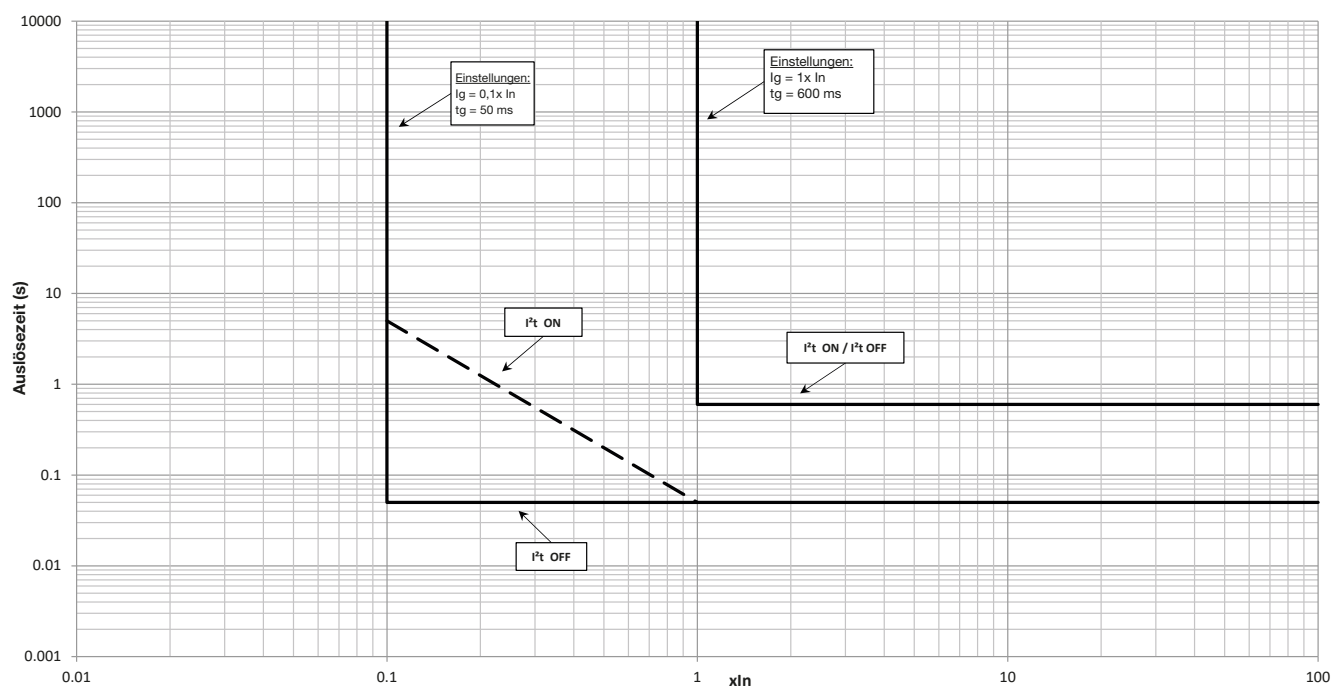 10000
1000
100
10
1
0.1
0.01
0.001
Auslösezeit (s)
Einstellungen:
Ig = 0,1x In
tg = 50 ms
Einstellungen:
Ig = 1x In
tg = 600 ms
I²t ON
I²t ON / I²t OFF
I²t OFF
0.01
0.1
1
10
100
xIn